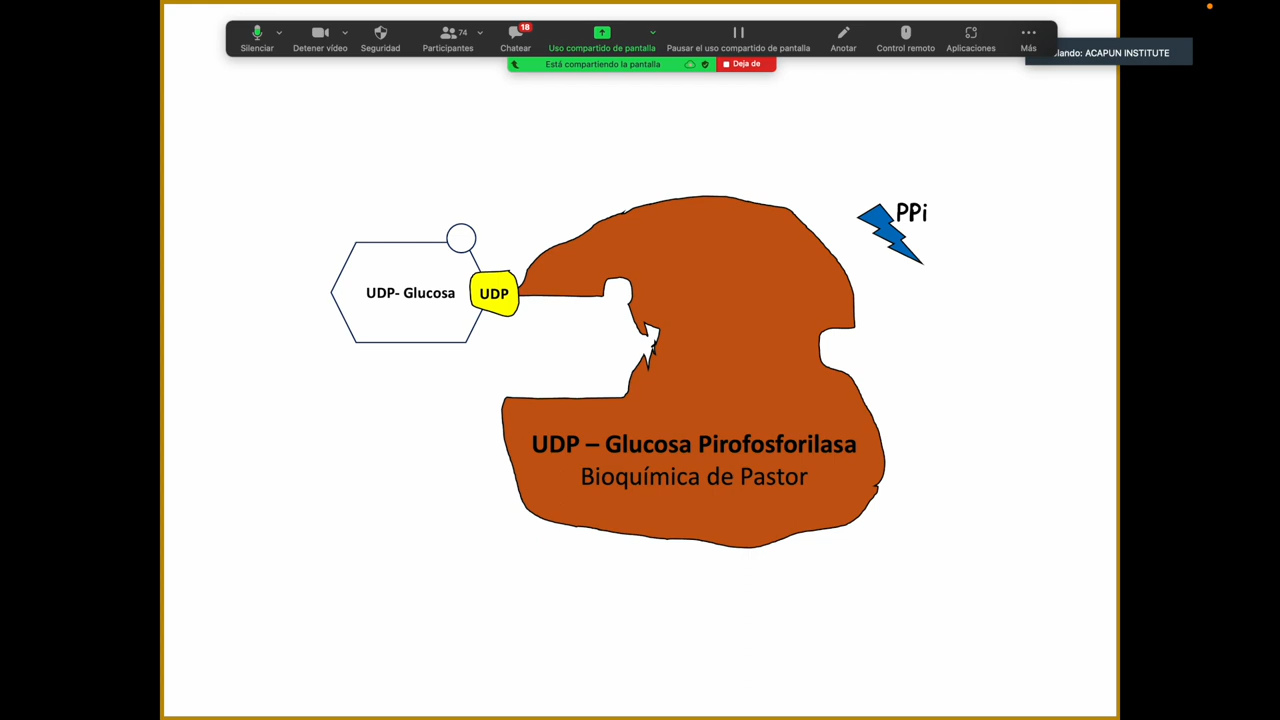 Silenciar
Detener vídeo
Seguridad
74
Participantes
18
Chatear
Uso compartido de pantalla
Pausar el uso compartido de pantalla
Anotar
Control remoto
Aplicaciones
Más
ACAPUN INSTITUTE
Está compartiendo la pantalla
Deja de
PPi
UDP- Glucosa
UDP
UDP – Glucosa Pirofosforilasa
Bioquímica de Pastor